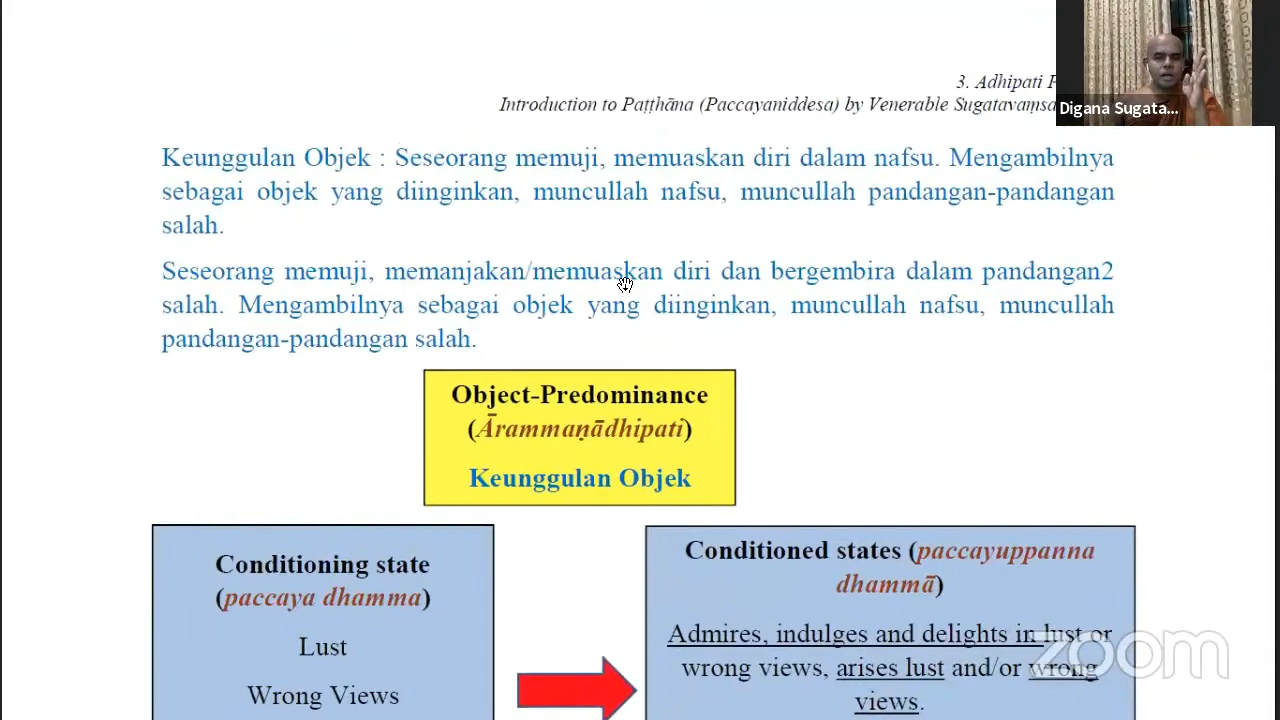 3. Adhipati
Introduction to Paṭṭhāna (Paccayaniddesa) by Venerable Sugatavaṃsa
Digana Sugata...
Keunggulan Objek : Seseorang memuji, memuaskan diri dalam nafsu. Mengambilnya
sebagai objek yang diinginkan, muncullah nafsu, muncullah pandangan-pandangan
salah.
Seseorang memuji, memanjakan/memuaskan diri dan bergembira dalam pandangan2
salah. Mengambilnya sebagai objek yang diinginkan, muncullah nafsu, muncullah
pandangan-pandangan salah.
Object-Predominance
(Ārammaṇādhipati)
Keunggulan Objek
Conditioning state
(paccaya dhamma)
Lust
Wrong Views
Conditioned states (paccayuppanna
dhammā)
Admires, indulges and delights in lust or
wrong views, arises lust and/or wrong
views.
zoom